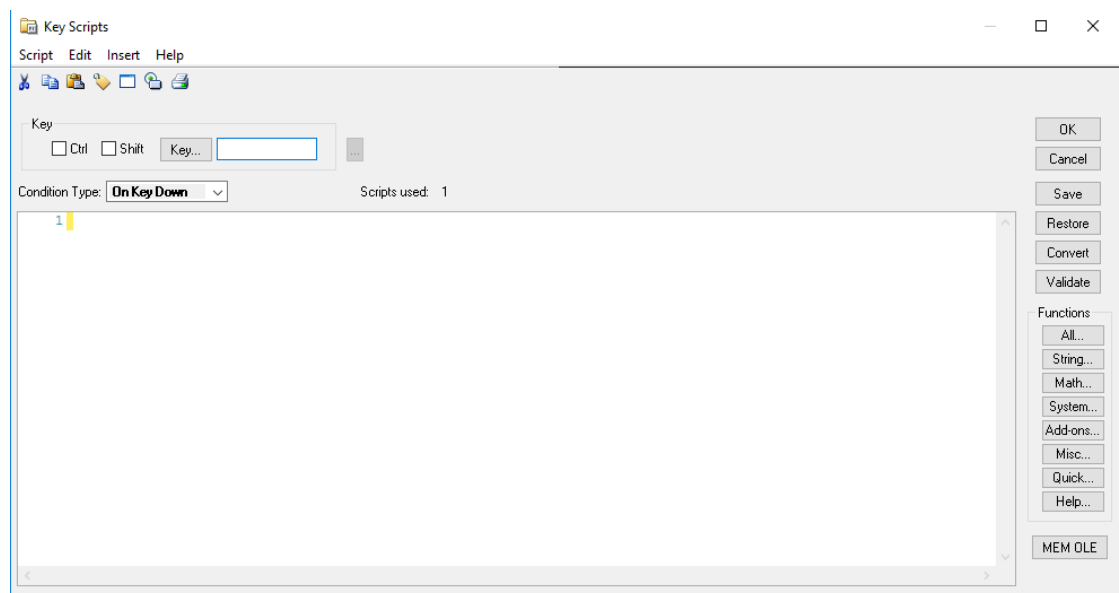 Key Scripts
Script Edit Insert Help
Key
Ctrl Shift Key... ...
OK
Cancel
Condition Type: On Key Down Scripts used: 1
Save
1
Restore
Convert
Validate
Functions
All...
String...
Math...
System...
Add-ons...
Misc...
Quick...
Help...
MEM OLE